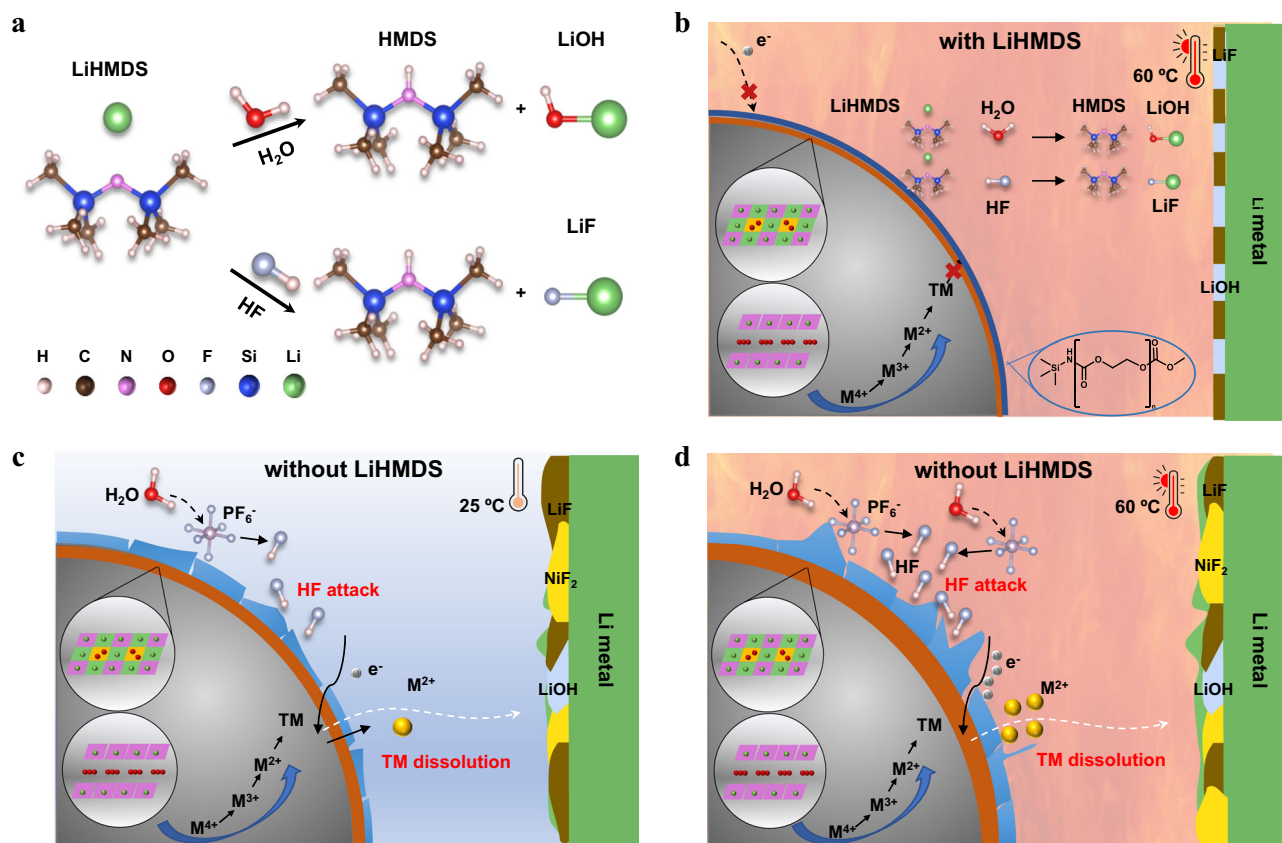 a
LiHMDS
HMDS
LiOH
H₂O
+
LiF
HF
+
H C N O F Si Li
b
with LiHMDS
e⁻
60 ºC
LiF
LiHMDS
H₂O
HMDS
LiOH
HF
LiF
Li metal
LiOH
TM
M²⁺
M³⁺
M⁴⁺
Si
H
N
O
O
O
O
O
n
c
without LiHMDS
25 ºC
H₂O
PF₆⁻
LiF
HF attack
NiF₂
Li metal
e⁻
M²⁺
LiOH
TM
TM dissolution
M²⁺
M³⁺
M⁴⁺
d
without LiHMDS
60 ºC
H₂O
PF₆⁻
LiF
HF
HF attack
NiF₂
Li metal
e⁻
M²⁺
LiOH
TM
TM dissolution
M²⁺
M³⁺
M⁴⁺